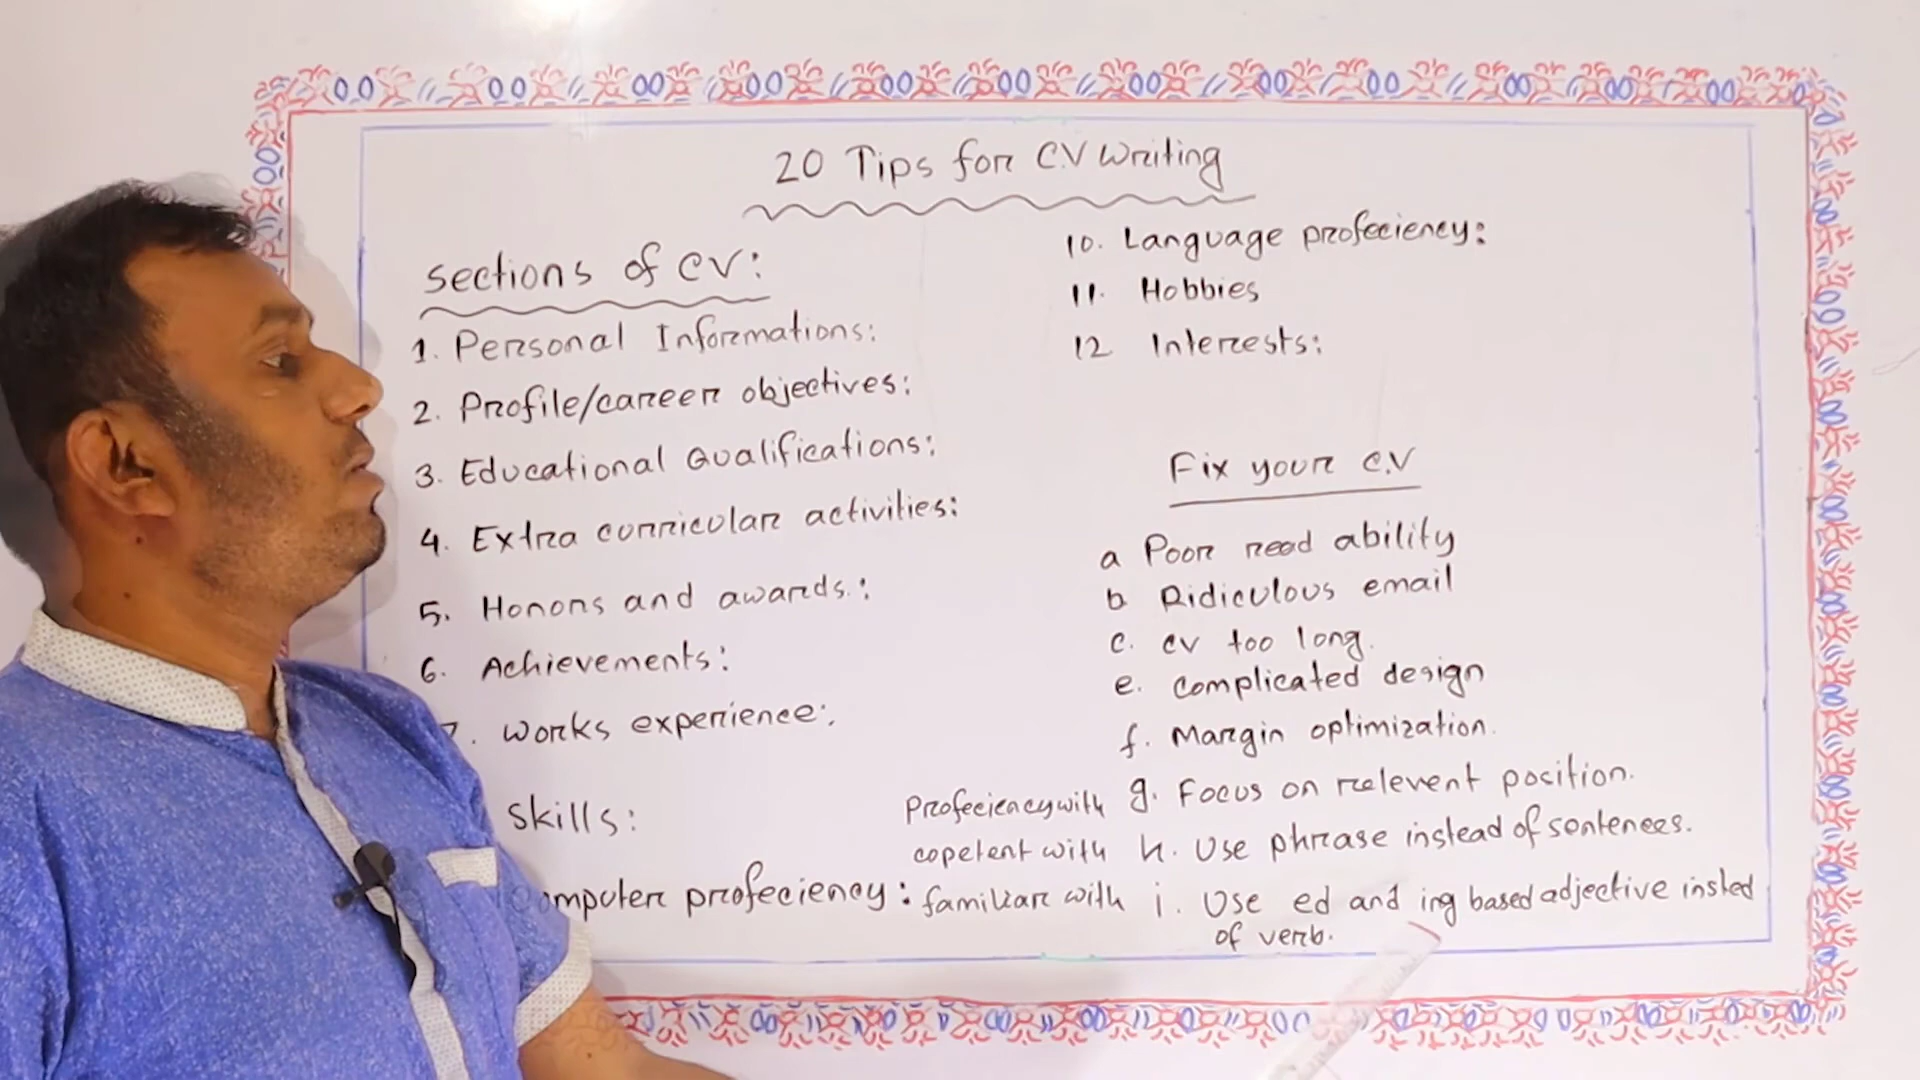 20 Tips for C.V Writing
Sections of CV:
1. Personal Informations:
2. Profile/career objectives:
3. Educational Qualifications:
4. Extra curricular activities:
5. Honors and awards.:
6. Achievements:
7. Works experience:
Skills:
Computer profeciency:
10. Language profeciency:
11. Hobbies
12 Interests:
Fix your C.V
a Poor read ability
b Ridiculous email
c. cv too long.
e. complicated design
f. Margin optimization.
Profeciency with g. Focus on relevent position.
copetent with h. Use phrase instead of sentences.
familiar with i. Use ed and ing based adjective insted
of verb.